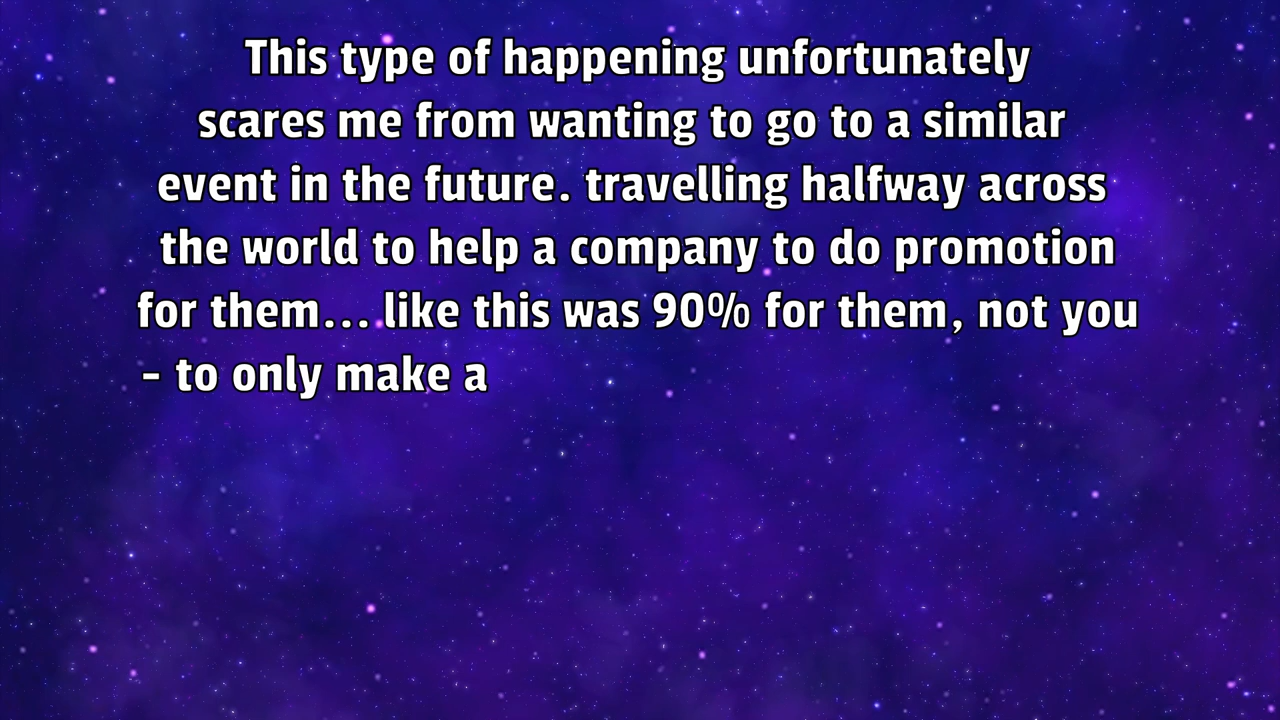 This type of happening unfortunately
scares me from wanting to go to a similar
event in the future. travelling halfway across
the world to help a company to do promotion
for them... like this was 90% for them, not you
- to only make a